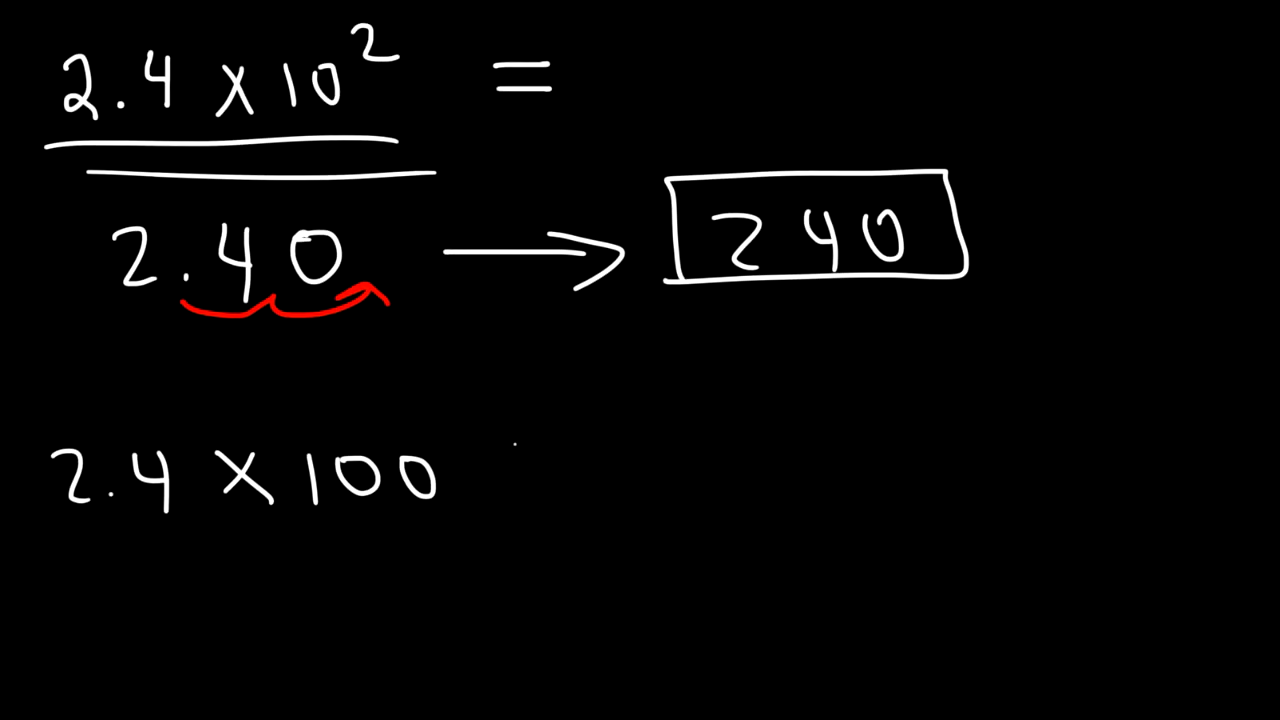 2.4 x 10² =
2.40 → 240
2.4 x 100